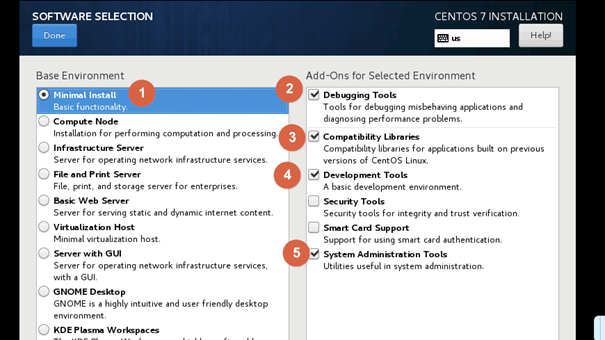 SOFTWARE SELECTION
CENTOS 7 INSTALLATION
Done
us
Help!
Base Environment
Minimal Install
Basic functionality.
1
Compute Node
Installation for performing computation and processing.
Infrastructure Server
Server for operating network infrastructure services.
File and Print Server
File, print, and storage server for enterprises.
Basic Web Server
Server for serving static and dynamic internet content.
Virtualization Host
Minimal virtualization host.
Server with GUI
Server for operating network infrastructure services,
with a GUI.
GNOME Desktop
GNOME is a highly intuitive and user friendly desktop
environment.
KDE Plasma Workspaces
Add-Ons for Selected Environment
2
Debugging Tools
Tools for debugging misbehaving applications and
diagnosing performance problems.
3
Compatibility Libraries
Compatibility libraries for applications built on previous
versions of CentOS Linux.
4
Development Tools
A basic development environment.
Security Tools
Security tools for integrity and trust verification.
Smart Card Support
Support for using smart card authentication.
5
System Administration Tools
Utilities useful in system administration.